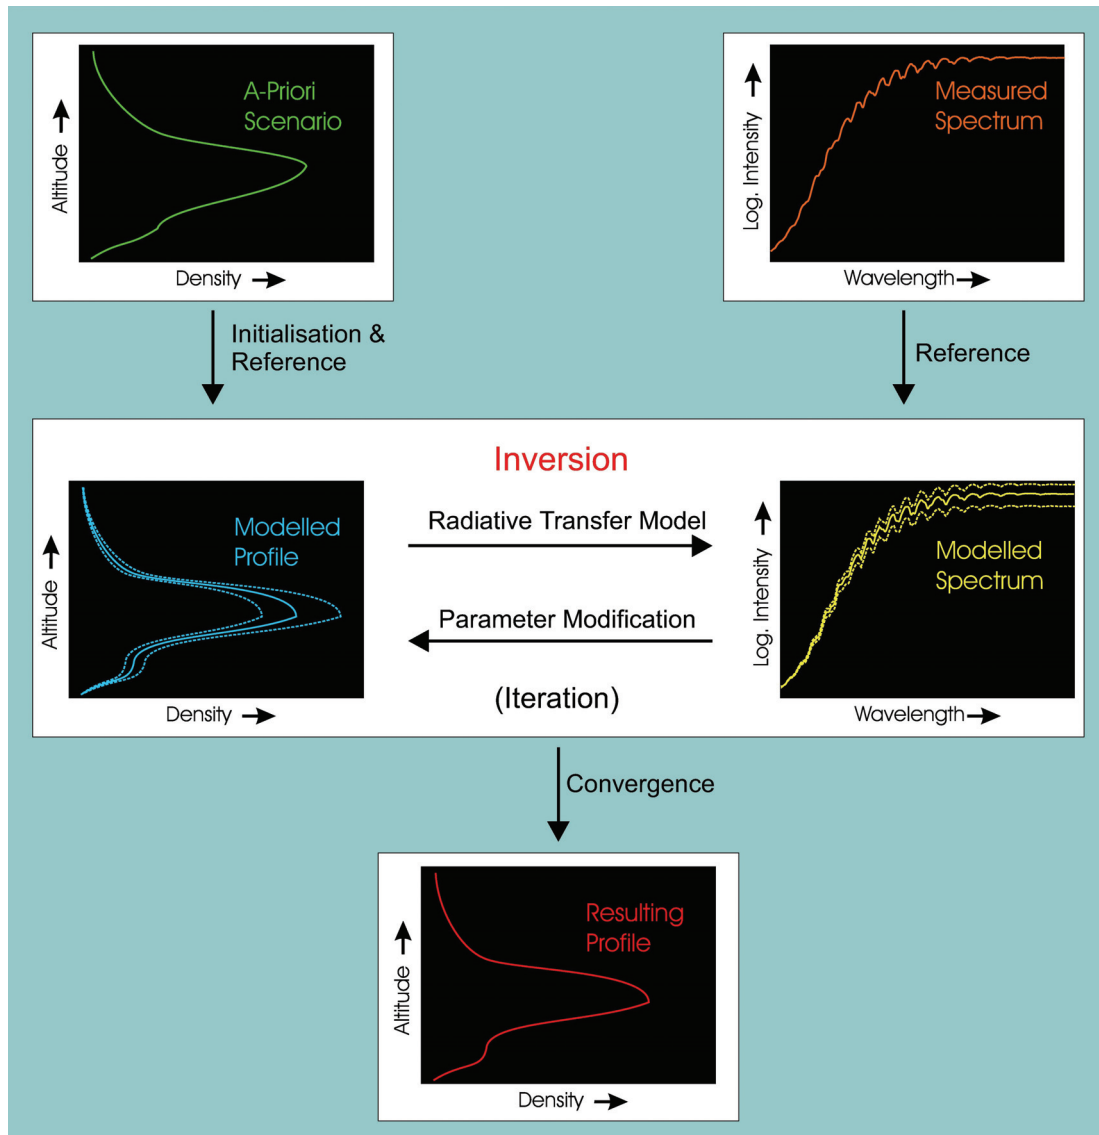 A-Priori
Scenario
Altitude
Density
Measured
Spectrum
Log. Intensity
Wavelength
Initialisation &
Reference
Reference
Inversion
Modelled
Profile
Altitude
Density
Radiative Transfer Model
Parameter Modification
(Iteration)
Modelled
Spectrum
Log. Intensity
Wavelength
Convergence
Resulting
Profile
Altitude
Density